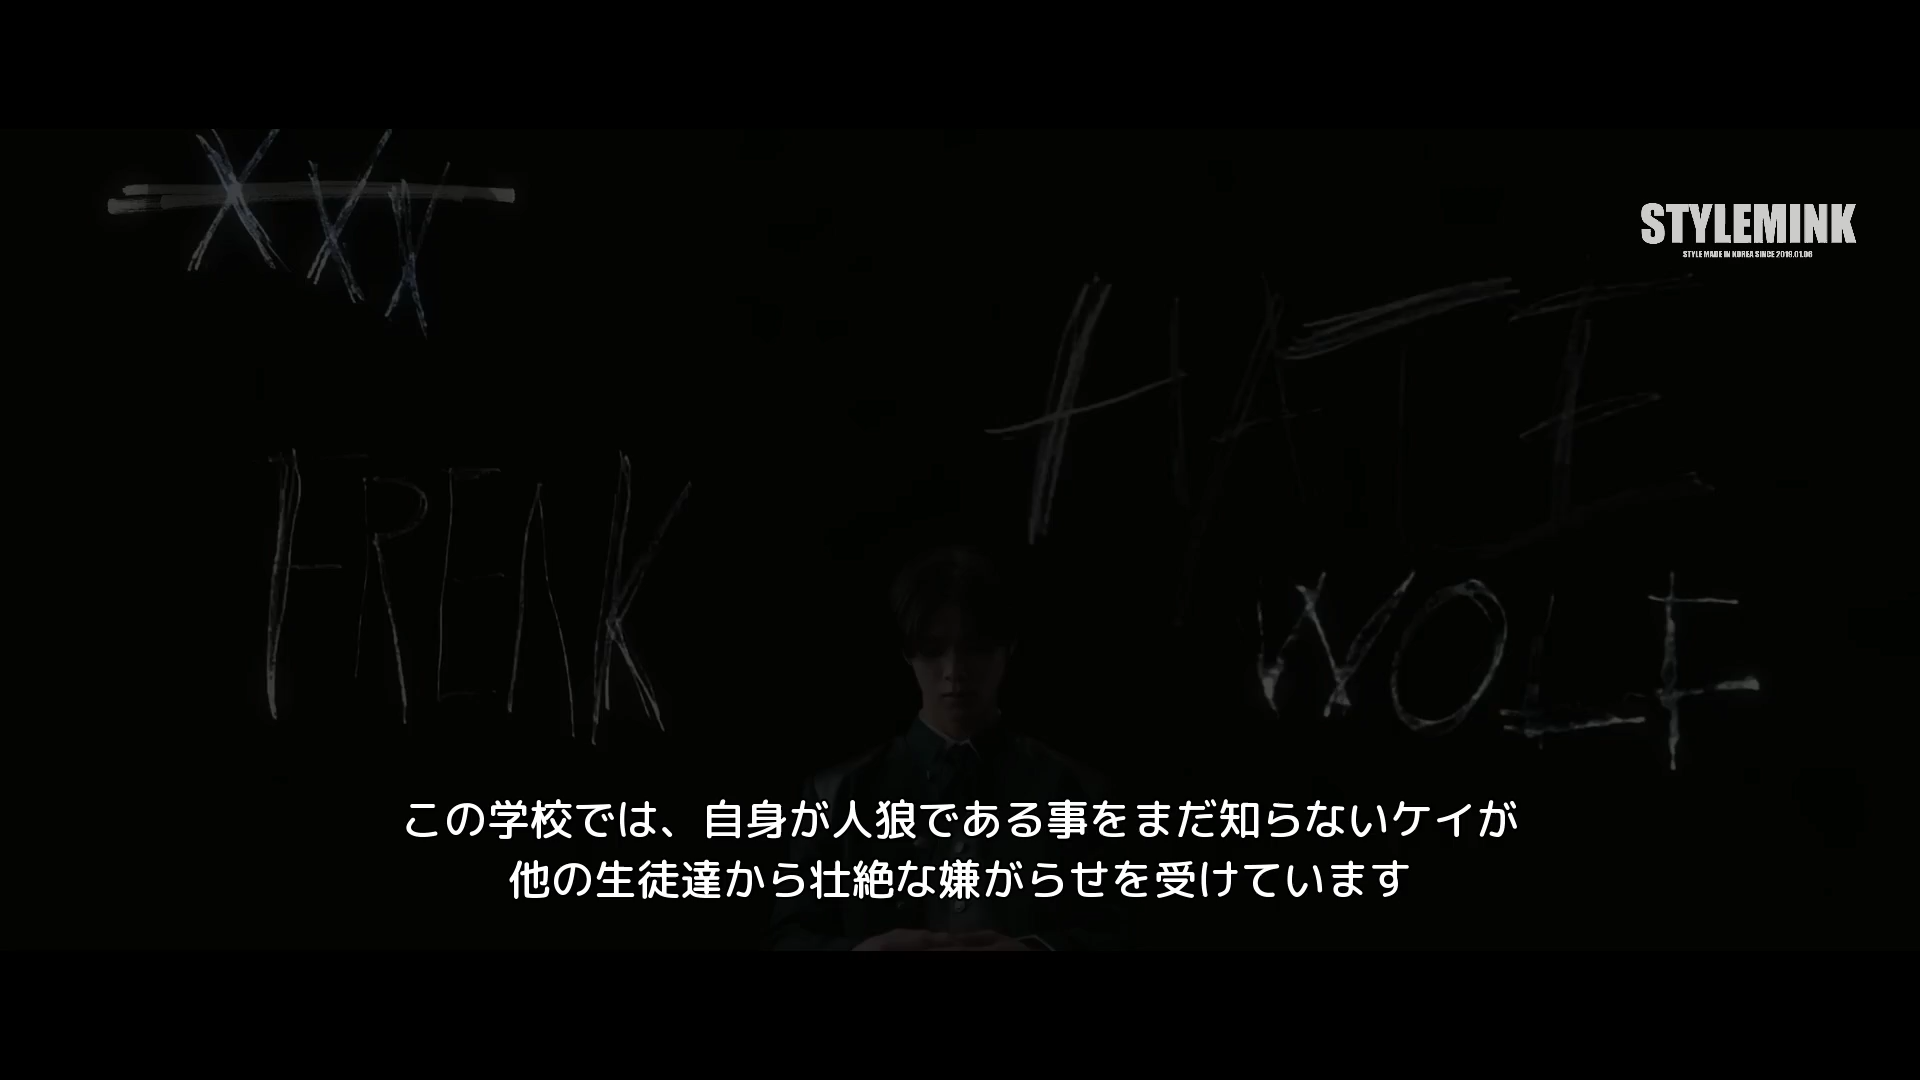 XXX
STYLEMINK
STYLE MADE IN KOREA SINCE 2019.01.06
HATE
FREAK
WOLF
この学校では、自身が人狼である事をまだ知らないケイが
他の生徒達から壮絶な嫌がらせを受けています